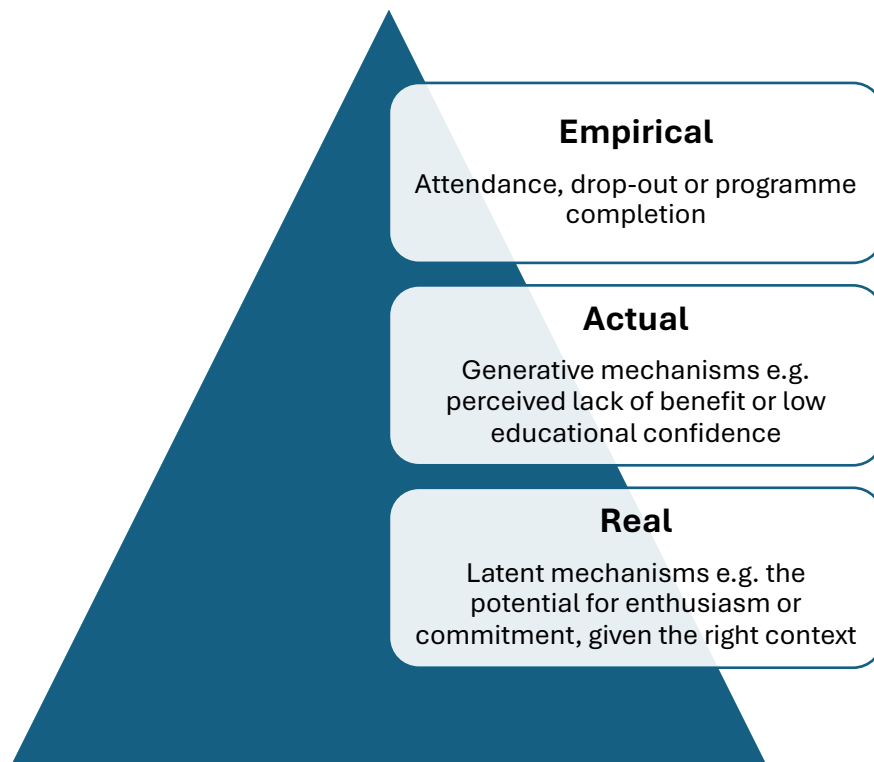 Empirical
Attendance, drop-out or programme
completion
Actual
Generative mechanisms e.g.
perceived lack of benefit or low
educational confidence
Real
Latent mechanisms e.g. the
potential for enthusiasm or
commitment, given the right context